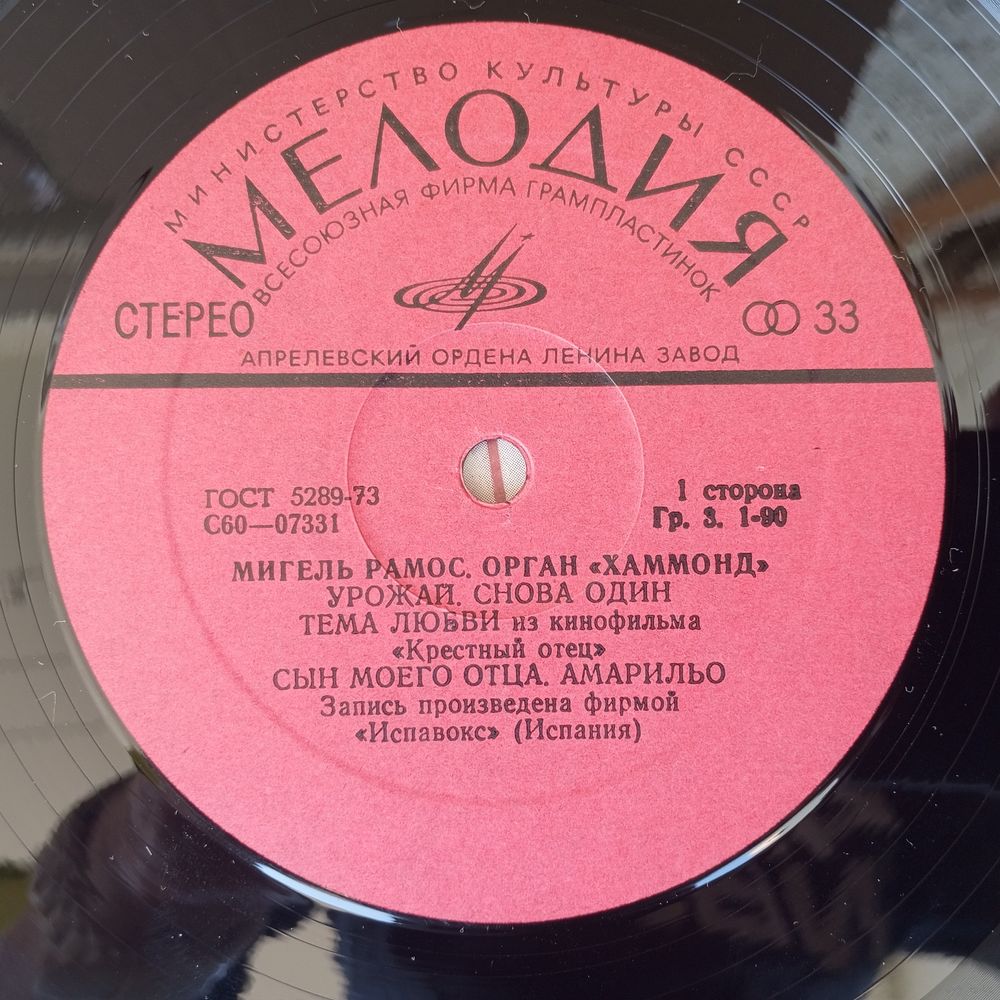 МИНИСТЕРСТВО КУЛЬТУРЫ СССР
МЕЛОДИЯ
ВСЕСОЮЗНАЯ ФИРМА ГРАМПЛАСТИНОК
СТЕРЕО
33
АПРЕЛЕВСКИЙ ОРДЕНА ЛЕНИНА ЗАВОД
ГОСТ 5289-73
С60—07331
1 сторона
Гр. 3. 1-90
МИГЕЛЬ РАМОС. ОРГАН «ХАММОНД»
УРОЖАЙ. СНОВА ОДИН
ТЕМА ЛЮБВИ из кинофильма
«Крестный отец»
СЫН МОЕГО ОТЦА. АМАРИЛЬО
Запись произведена фирмой
«Испавокс» (Испания)